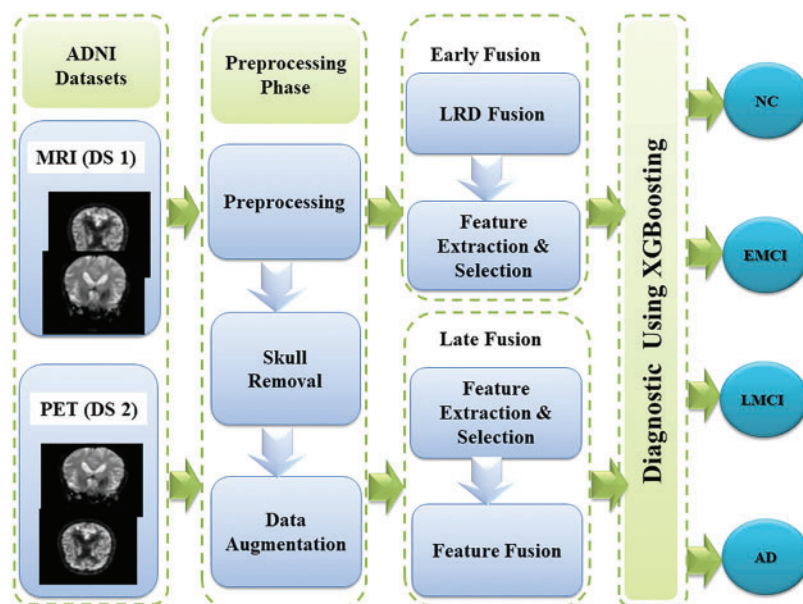 ADNI
Datasets
MRI (DS 1)
PET (DS 2)
Preprocessing
Phase
Preprocessing
Skull
Removal
Data
Augmentation
Early Fusion
LRD Fusion
Feature
Extraction &
Selection
Late Fusion
Feature
Extraction &
Selection
Feature Fusion
Diagnostic Using XGBoosting
NC
EMCI
LMCI
AD